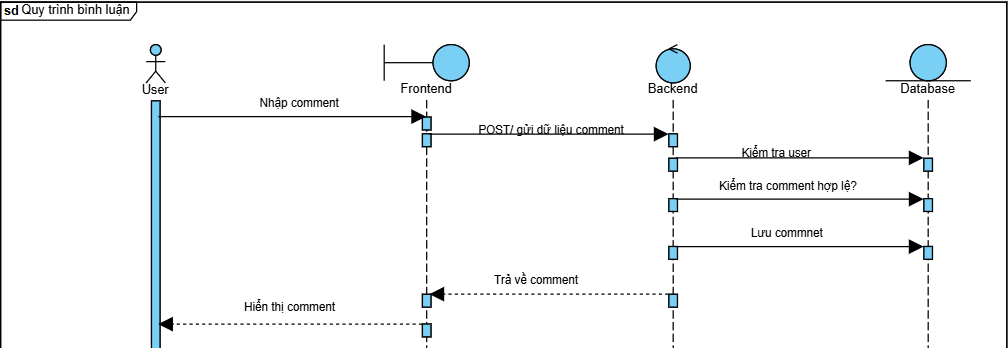 sd Quy trình bình luận
User
Frontend
Backend
Database
Nhập comment
POST/ gửi dữ liệu comment
Kiểm tra user
Kiểm tra comment hợp lệ?
Lưu commnet
Trả về comment
Hiển thị comment